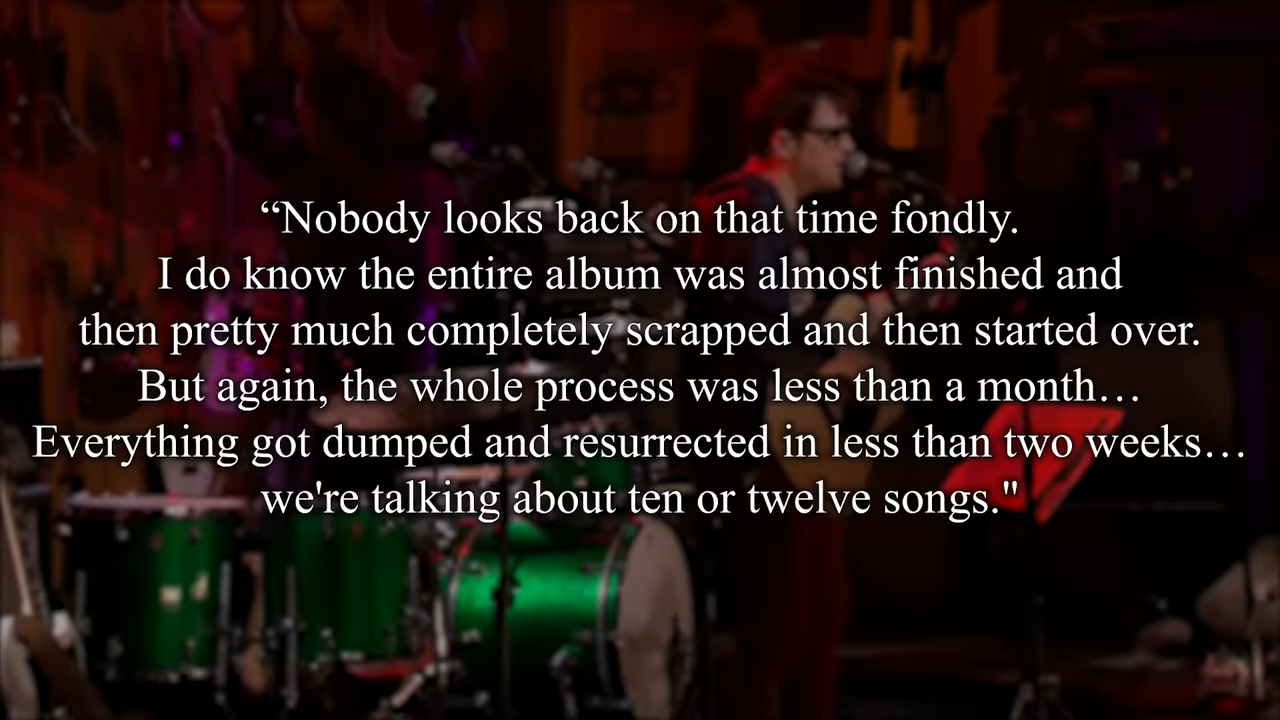 “Nobody looks back on that time fondly.
I do know the entire album was almost finished and
then pretty much completely scrapped and then started over.
But again, the whole process was less than a month…
Everything got dumped and resurrected in less than two weeks…
we're talking about ten or twelve songs."